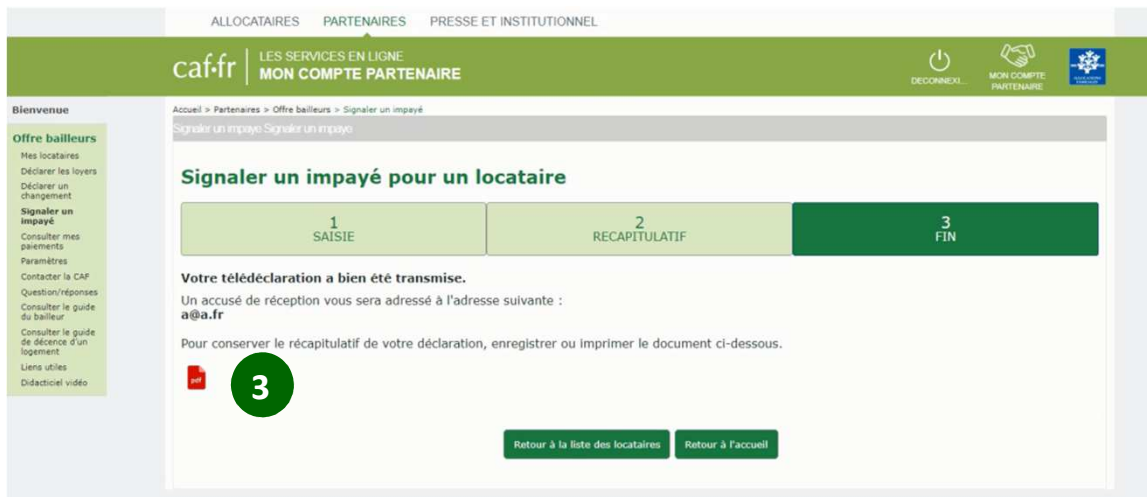 ALLOCATAIRES PARTENAIRES PRESSE ET INSTITUTIONNEL
caf·fr LES SERVICES EN LIGNE
MON COMPTE PARTENAIRE
DECONNEXI...
MON COMPTE
PARTENAIRE
Bienvenue
Offre bailleurs
Mes locataires
Déclarer les loyers
Déclarer un
changement
Signaler un
impayé
Consulter mes
paiements
Paramètres
Contacter la CAF
Question/réponses
Consulter le guide
du bailleur
Consulter le guide
de décence d'un
logement
Liens utiles
Didacticiel vidéo
Accueil > Partenaires > Offre bailleurs > Signaler un impayé
Signaler un impayo Signaler un impayo
Signaler un impayé pour un locataire
1
SAISIE
2
RECAPITULATIF
3
FIN
Votre télédéclaration a bien été transmise.
Un accusé de réception vous sera adressé à l'adresse suivante :
a@a.fr
Pour conserver le récapitulatif de votre déclaration, enregistrer ou imprimer le document ci-dessous.
pdf
3
Retour à la liste des locataires
Retour à l'accueil